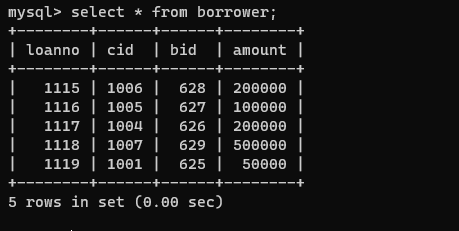 mysql> select * from borrower;
+--------+------+------+--------+
| loanno | cid  | bid  | amount |
+--------+------+------+--------+
|   1115 | 1006 |  628 | 200000 |
|   1116 | 1005 |  627 | 100000 |
|   1117 | 1004 |  626 | 200000 |
|   1118 | 1007 |  629 | 500000 |
|   1119 | 1001 |  625 |  50000 |
+--------+------+------+--------+
5 rows in set (0.00 sec)